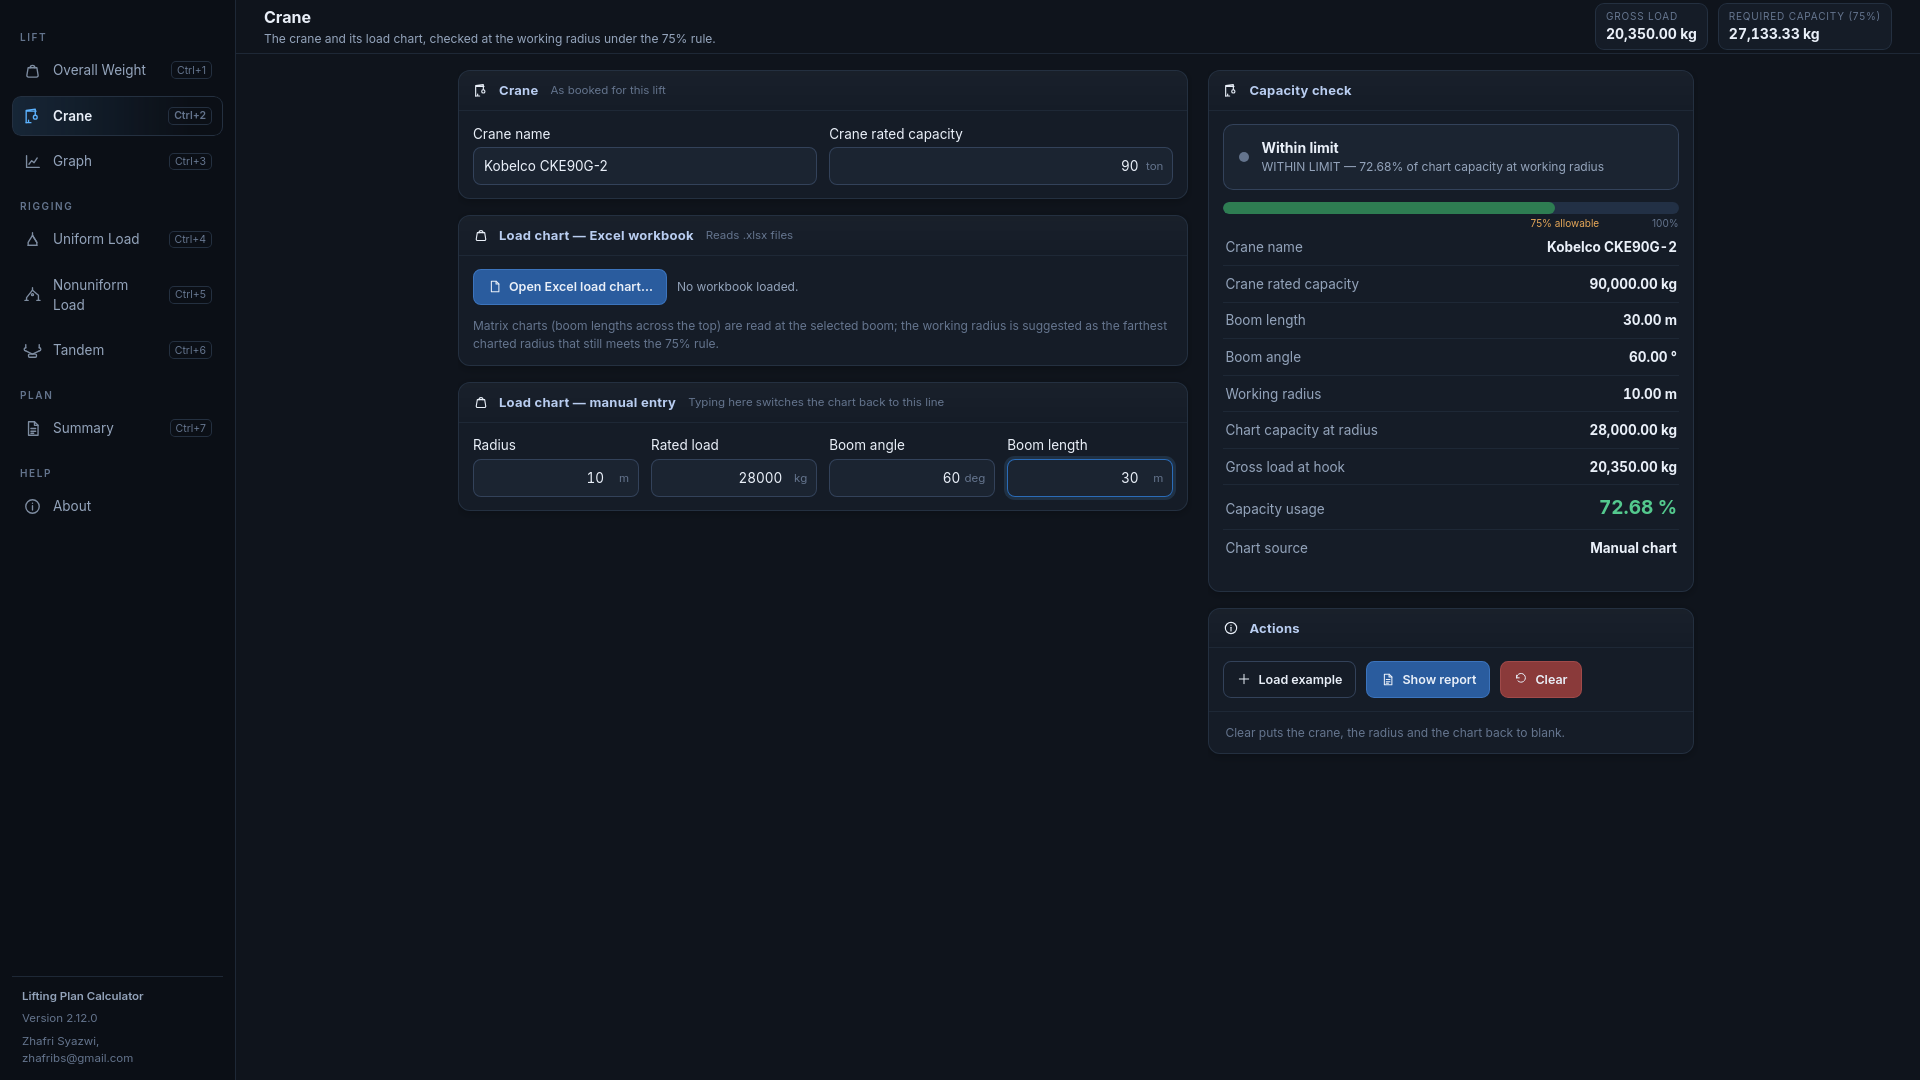 LIFT
Overall Weight Ctrl+1
Crane Ctrl+2
Graph Ctrl+3
RIGGING
Uniform Load Ctrl+4
Nonuniform
Load Ctrl+5
Tandem Ctrl+6
PLAN
Summary Ctrl+7
HELP
About
Lifting Plan Calculator
Version 2.12.0
Zhafri Syazwi,
zhafribs@gmail.com
Crane
The crane and its load chart, checked at the working radius under the 75% rule.
GROSS LOAD
20,350.00 kg
REQUIRED CAPACITY (75%)
27,133.33 kg
Crane As booked for this lift
Crane name
Kobelco CKE90G-2
Crane rated capacity
90 ton
Load chart — Excel workbook Reads .xlsx files
Open Excel load chart... No workbook loaded.
Matrix charts (boom lengths across the top) are read at the selected boom; the working radius is suggested as the farthest
charted radius that still meets the 75% rule.
Load chart — manual entry Typing here switches the chart back to this line
Radius
10 m
Rated load
28000 kg
Boom angle
60 deg
Boom length
30 m
Capacity check
Within limit
WITHIN LIMIT — 72.68% of chart capacity at working radius
75% allowable 100%
Crane name Kobelco CKE90G-2
Crane rated capacity 90,000.00 kg
Boom length 30.00 m
Boom angle 60.00 °
Working radius 10.00 m
Chart capacity at radius 28,000.00 kg
Gross load at hook 20,350.00 kg
Capacity usage 72.68 %
Chart source Manual chart
Actions
Load example
Show report
Clear
Clear puts the crane, the radius and the chart back to blank.